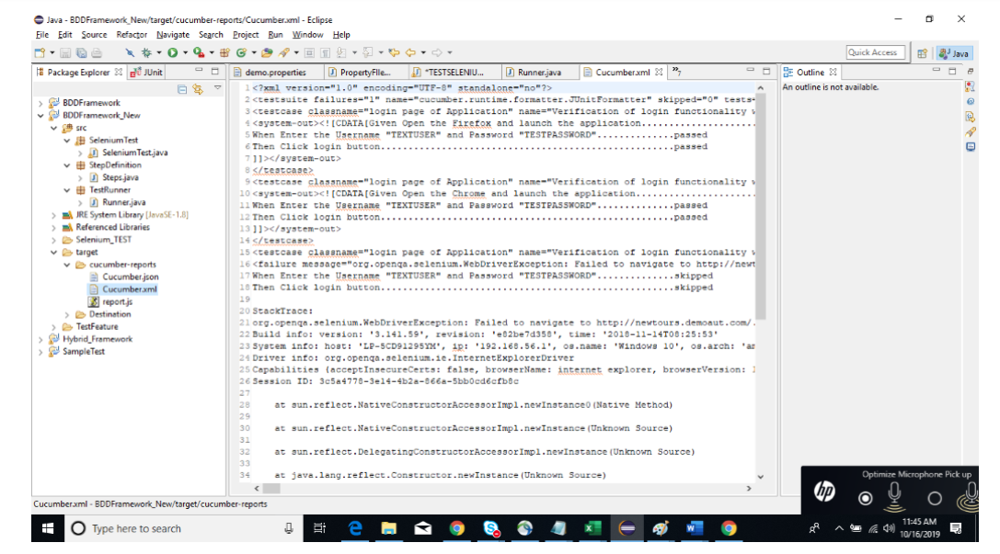 Java - BDDFramework_New/target/cucumber-reports/Cucumber.xml - Eclipse
File Edit Source Refactor Navigate Search Project Run Window Help
Quick Access
Java
Package Explorer
JUnit
demo.properties
PropertyFIle...
*TESTSELENIU...
Runner.java
Cucumber.xml
"7
Outline
An outline is not available.
BDDFramework
BDDFramework_New
src
SeleniumTest
SeleniumTest.java
StepDefinition
Steps.java
TestRunner
Runner.java
JRE System Library [JavaSE-1.8]
Referenced Libraries
Selenium_TEST
target
cucumber-reports
Cucumber.json
Cucumber.xml
report.js
Destination
TestFeature
Hybrid_Framework
SampleTest
1 <?xml version="1.0" encoding="UTF-8" standalone="no"?>
2 <testsuite failures="1" name="cucumber.runtime.formatter.JUnitFormatter" skipped="0" tests=
3 <testcase classname="login page of Application" name="Verification of login functionality w
4 <system-out><![CDATA[Given Open the Firefox and launch the application...................
5 When Enter the Username "TEXTUSER" and Password "TESTPASSWORD".............passed
6 Then Click login button.................................................passed
7 ]]></system-out>
8 </testcase>
9 <testcase classname="login page of Application" name="Verification of login functionality w
10 <system-out><![CDATA[Given Open the Chrome and launch the application....................
11 When Enter the Username "TEXTUSER" and Password "TESTPASSWORD".............passed
12 Then Click login button.................................................passed
13 ]]></system-out>
14 </testcase>
15 <testcase classname="login page of Application" name="Verification of login functionality w
16 <failure message="org.openqa.selenium.WebDriverException: Failed to navigate to http://newt
17 When Enter the Username "TEXTUSER" and Password "TESTPASSWORD".............skipped
18 Then Click login button.................................................skipped
19
20 StackTrace:
21 org.openqa.selenium.WebDriverException: Failed to navigate to http://newtours.demoaut.com/.
22 Build info: version: '3.141.59', revision: 'e82be7d358', time: '2018-11-14T08:25:53'
23 System info: host: 'LP-5CD91295YM', ip: '192.168.56.1', os.name: 'Windows 10', os.arch: 'am
24 Driver info: org.openqa.selenium.ie.InternetExplorerDriver
25 Capabilities {acceptInsecureCerts: false, browserName: internet explorer, browserVersion: 1
26 Session ID: 3c5a4778-3e14-4b2a-866a-5bb0cd6cfb8c
27
28 at sun.reflect.NativeConstructorAccessorImpl.newInstance0(Native Method)
29
30 at sun.reflect.NativeConstructorAccessorImpl.newInstance(Unknown Source)
31
32 at sun.reflect.DelegatingConstructorAccessorImpl.newInstance(Unknown Source)
33
34 at java.lang.reflect.Constructor.newInstance(Unknown Source)
Optimize Microphone Pick up
hp
Cucumber.xml - BDDFramework_New/target/cucumber-reports
Type here to search
11:45 AM
10/16/2019